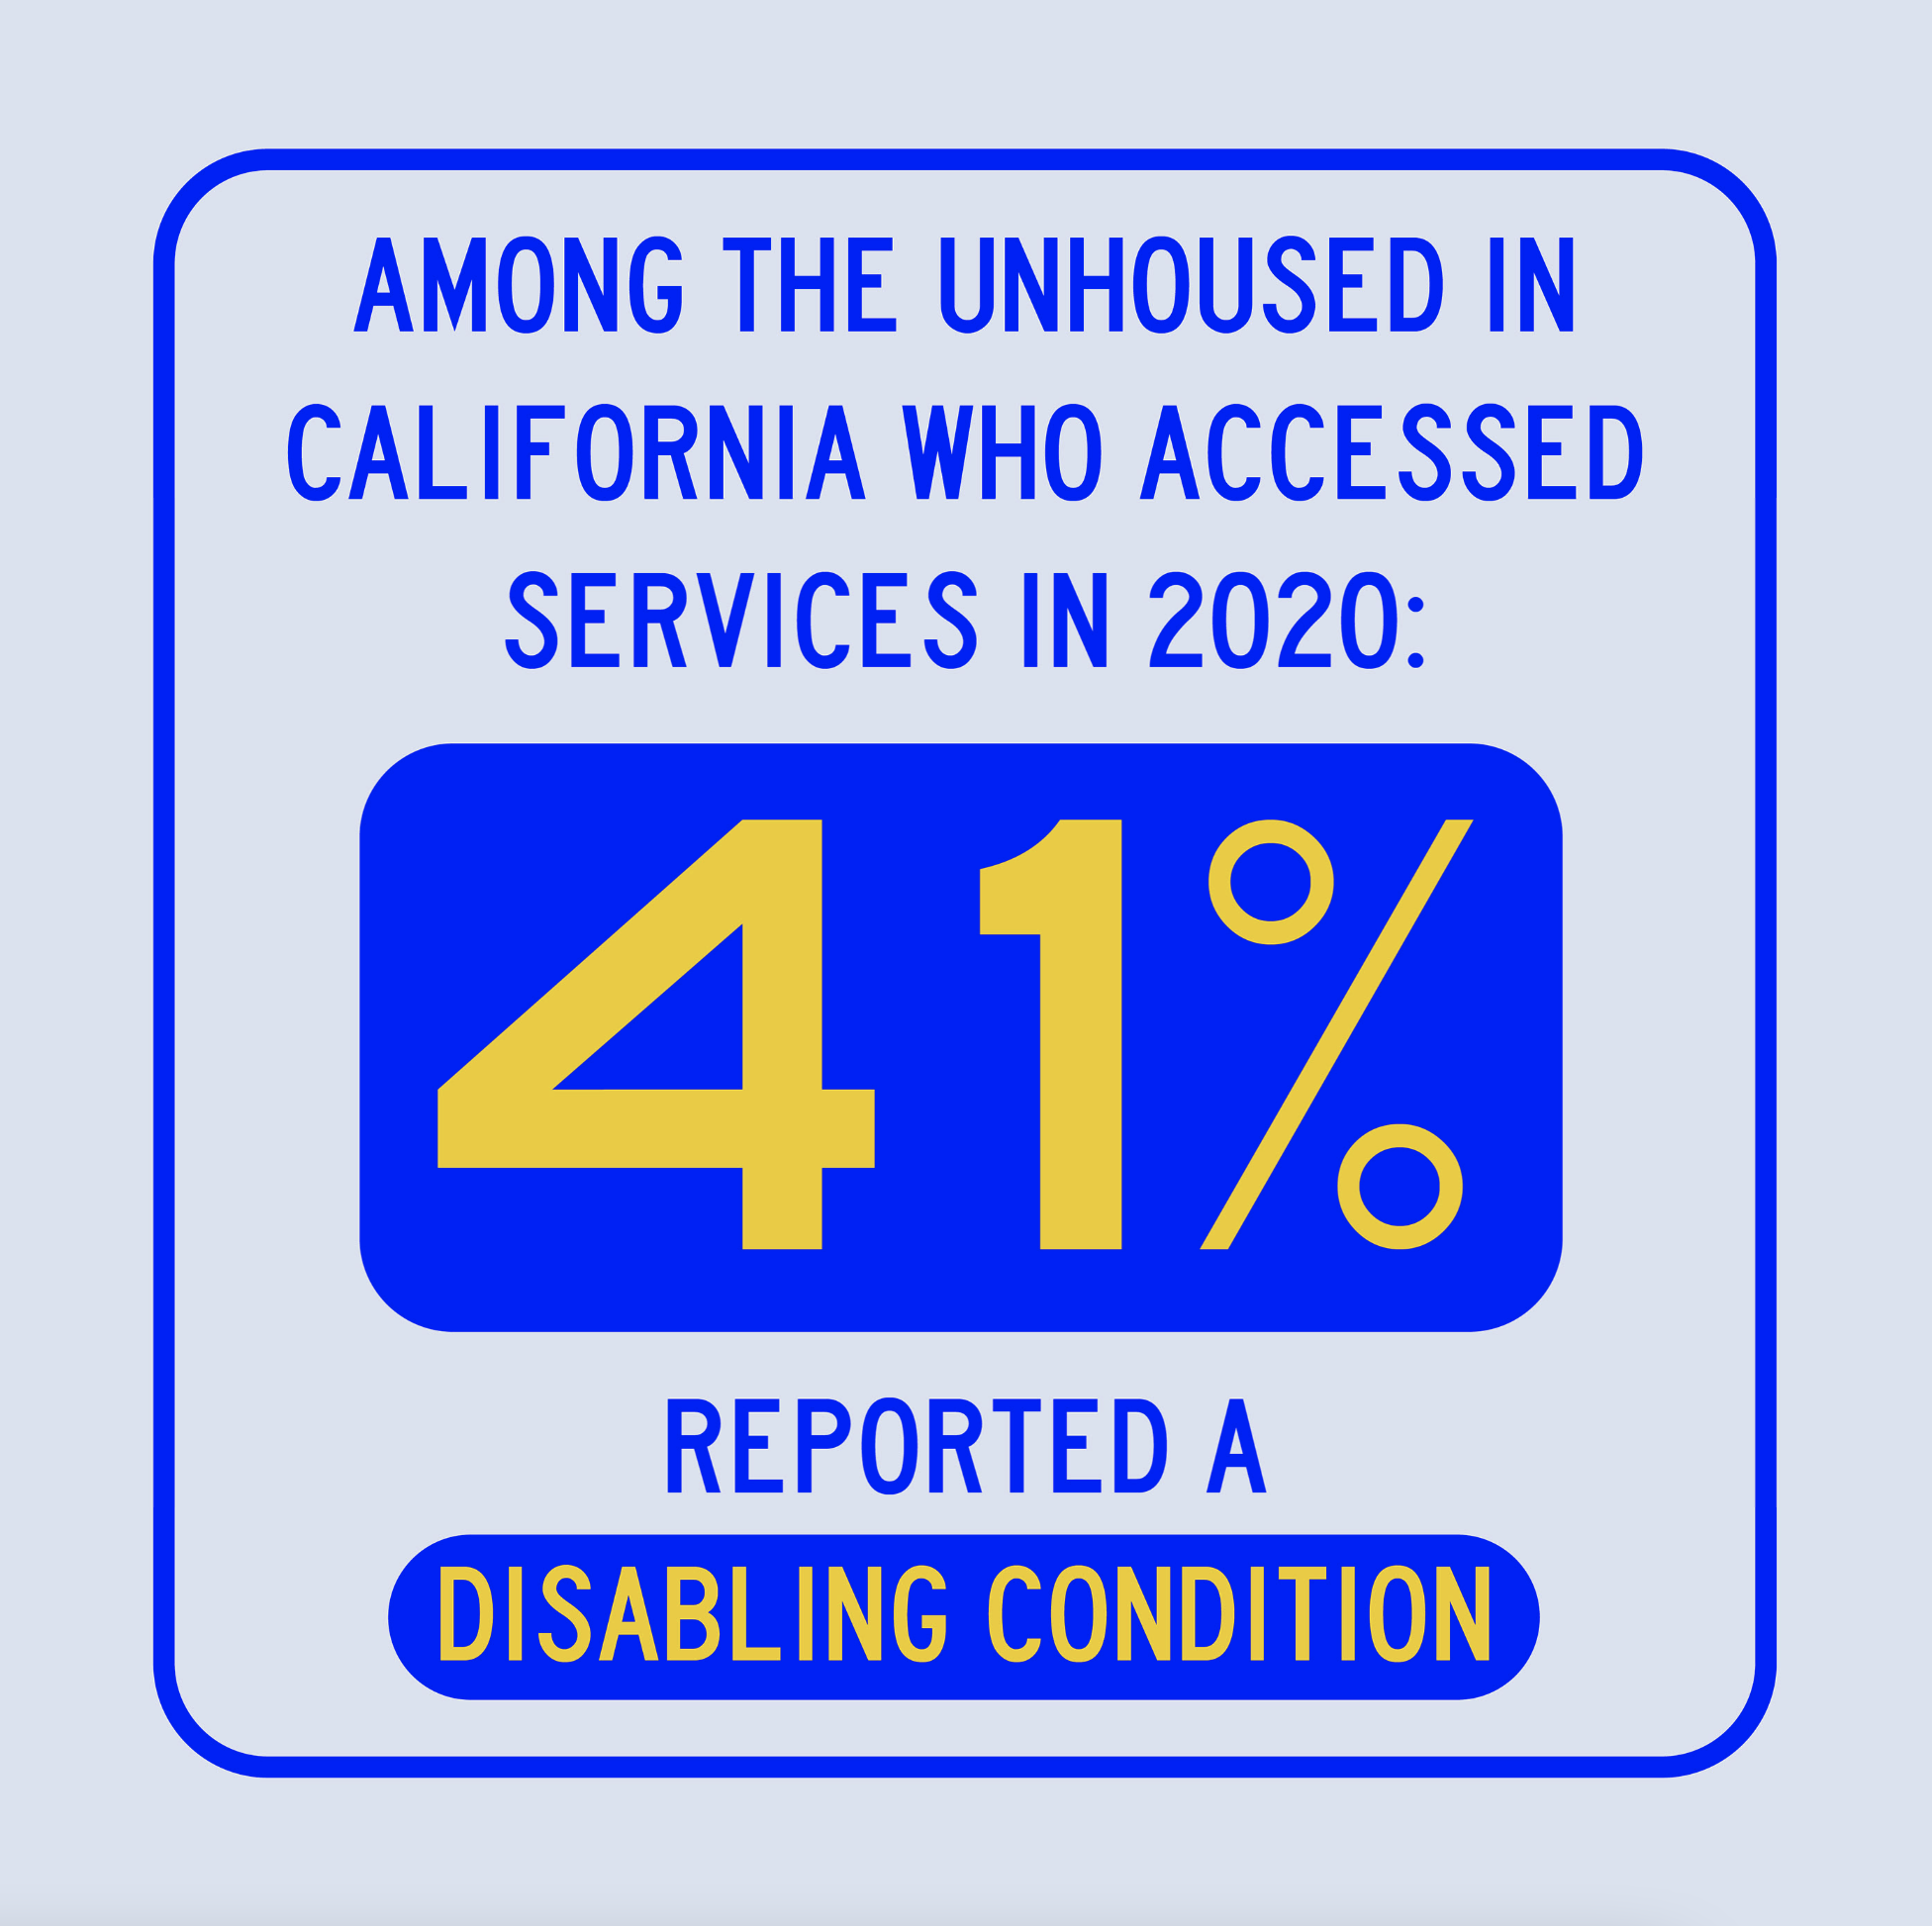 AMONG THE UNHOUSED IN
CALIFORNIA WHO ACCESSED
SERVICES IN 2020:
41%
REPORTED A
DISABLING CONDITION